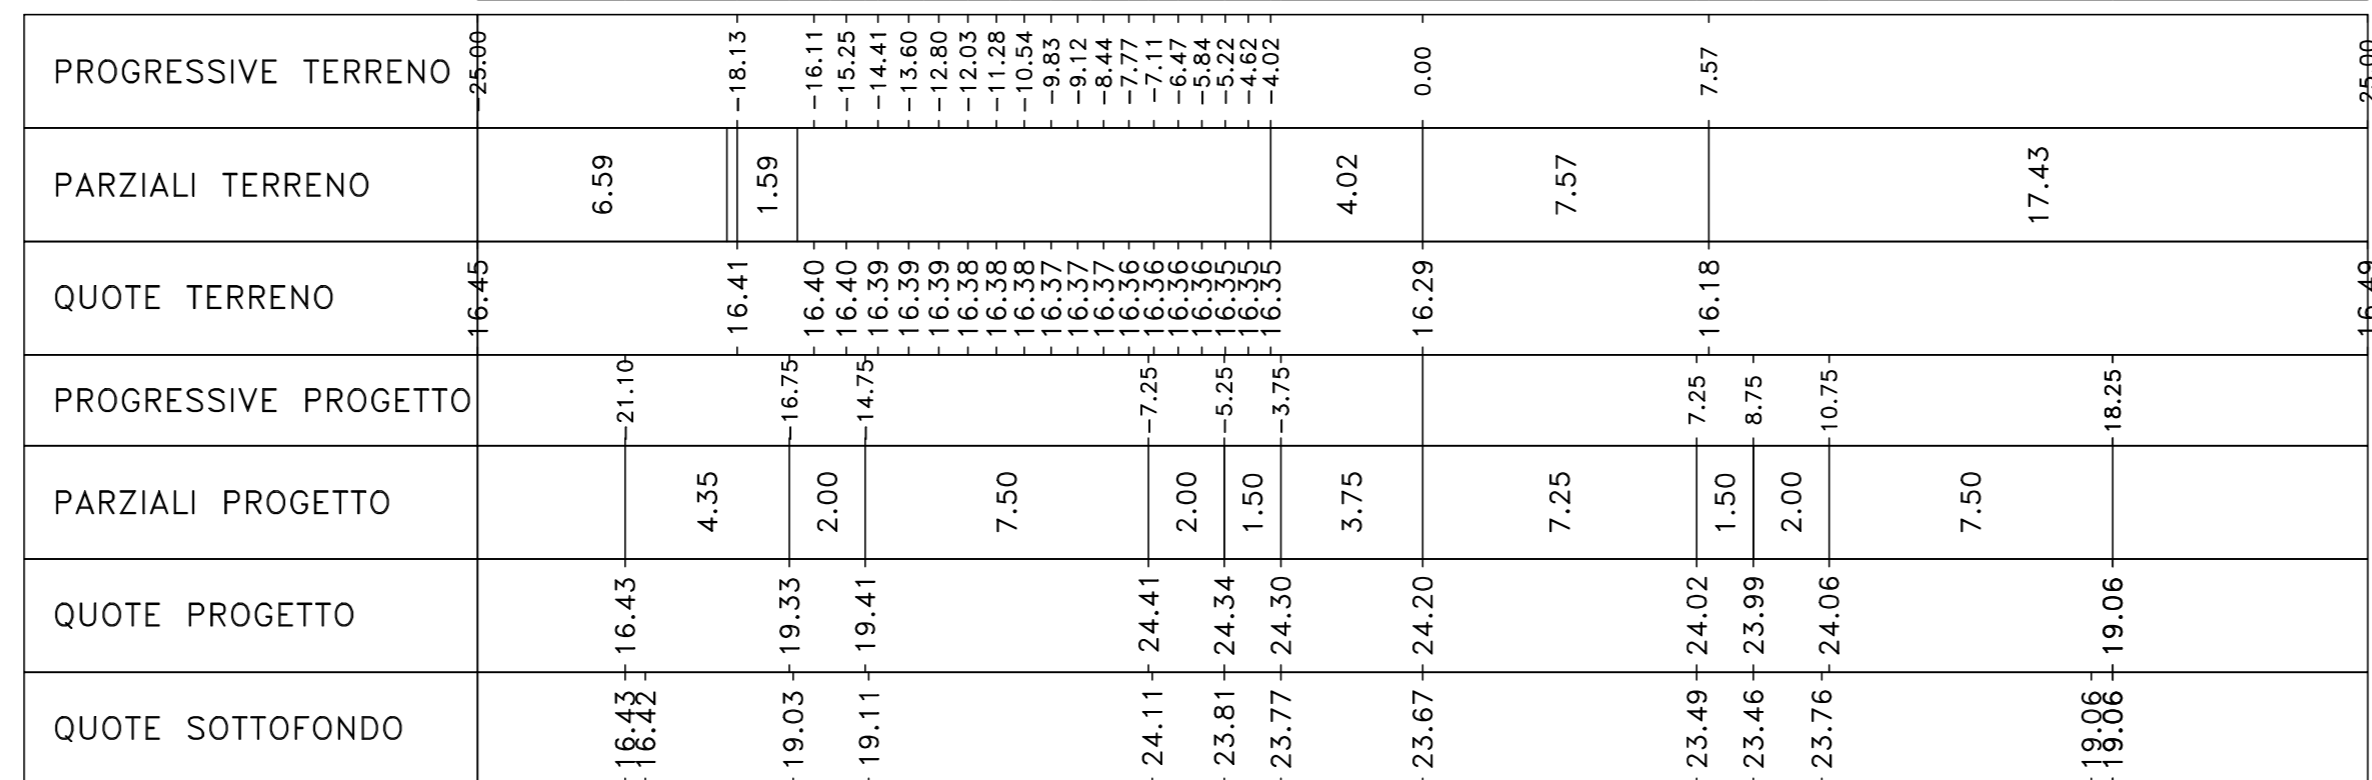 PROGRESSIVE TERRENO -25.00 -18.13 -16.11 -15.25 -14.41 -13.60 -12.80 -12.03 -11.28 -10.54 -9.83 -9.12 -8.44 -7.77 -7.11 -6.47 -5.84 -5.22 -4.62 -4.02 0.00 7.57 25.00
PARZIALI TERRENO 6.59 1.59 4.02 7.57 17.43
QUOTE TERRENO 16.45 16.41 16.40 16.40 16.39 16.39 16.39 16.38 16.38 16.38 16.37 16.37 16.37 16.36 16.36 16.36 16.36 16.35 16.35 16.35 16.29 16.18 16.49
PROGRESSIVE PROGETTO -21.10 -16.75 -14.75 -7.25 -5.25 -3.75 7.25 8.75 10.75 18.25
PARZIALI PROGETTO 4.35 2.00 7.50 2.00 1.50 3.75 7.25 1.50 2.00 7.50
QUOTE PROGETTO 16.43 19.33 19.41 24.41 24.34 24.30 24.20 24.02 23.99 24.06 19.06
QUOTE SOTTOFONDO 16.43 16.42 19.03 19.11 24.11 23.81 23.77 23.67 23.49 23.46 23.76 19.06 19.06